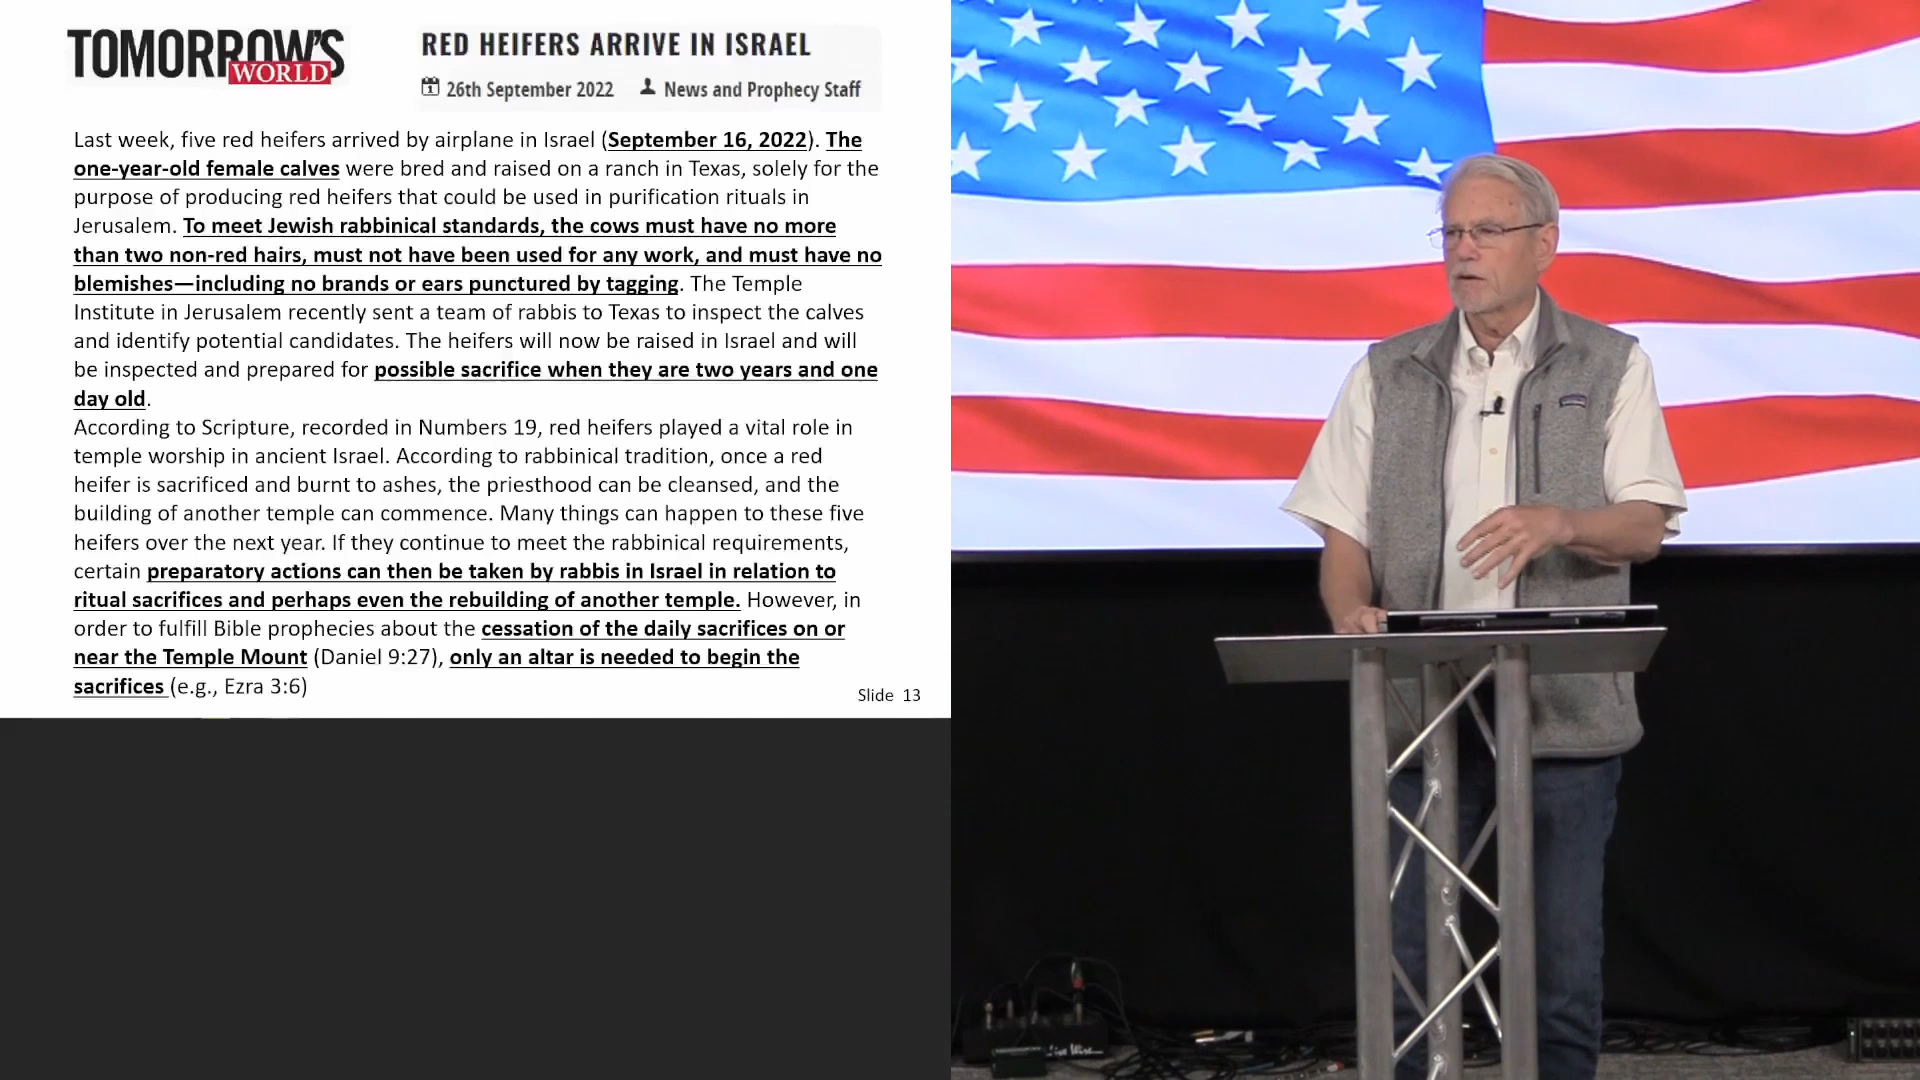 TOMORROW'S
WORLD
RED HEIFERS ARRIVE IN ISRAEL
26th September 2022 News and Prophecy Staff
Last week, five red heifers arrived by airplane in Israel (September 16, 2022). The
one-year-old female calves were bred and raised on a ranch in Texas, solely for the
purpose of producing red heifers that could be used in purification rituals in
Jerusalem. To meet Jewish rabbinical standards, the cows must have no more
than two non-red hairs, must not have been used for any work, and must have no
blemishes—including no brands or ears punctured by tagging. The Temple
Institute in Jerusalem recently sent a team of rabbis to Texas to inspect the calves
and identify potential candidates. The heifers will now be raised in Israel and will
be inspected and prepared for possible sacrifice when they are two years and one
day old.
According to Scripture, recorded in Numbers 19, red heifers played a vital role in
temple worship in ancient Israel. According to rabbinical tradition, once a red
heifer is sacrificed and burnt to ashes, the priesthood can be cleansed, and the
building of another temple can commence. Many things can happen to these five
heifers over the next year. If they continue to meet the rabbinical requirements,
certain preparatory actions can then be taken by rabbis in Israel in relation to
ritual sacrifices and perhaps even the rebuilding of another temple. However, in
order to fulfill Bible prophecies about the cessation of the daily sacrifices on or
near the Temple Mount (Daniel 9:27), only an altar is needed to begin the
sacrifices (e.g., Ezra 3:6)
Slide 13
Live Wire